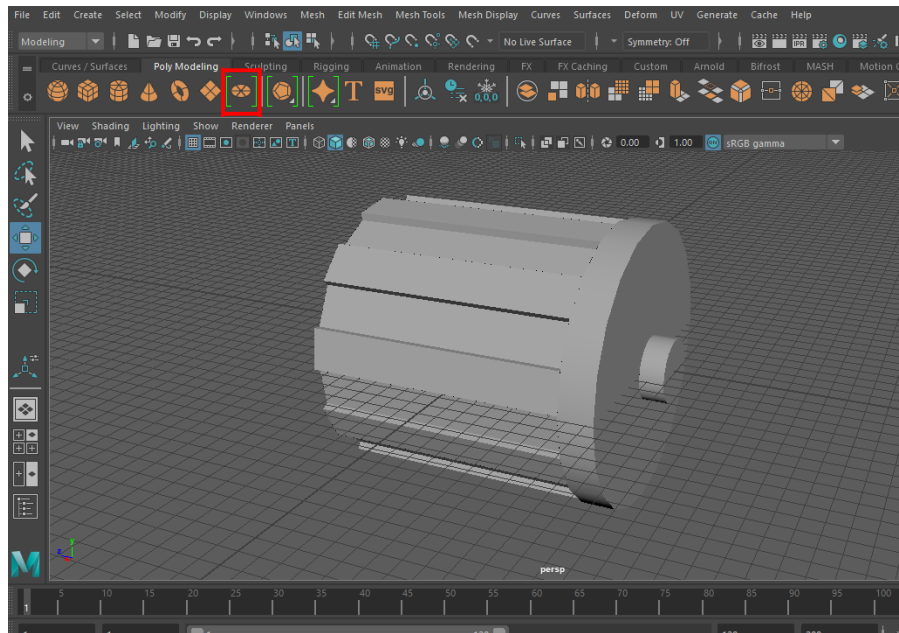 File Edit Create Select Modify Display Windows Mesh Edit Mesh Mesh Tools Mesh Display Curves Surfaces Deform UV Generate Cache Help
Modeling No Live Surface Symmetry: Off IPR
Curves / Surfaces Poly Modeling Sculpting Rigging Animation Rendering FX FX Caching Custom Arnold Bifrost MASH Motion
T svg 0,0,0
View Shading Lighting Show Renderer Panels
0.00 1.00 sRGB gamma
y
z
M
persp
5 10 15 20 25 30 35 40 45 50 55 60 65 70 75 80 85 90 95 100
1